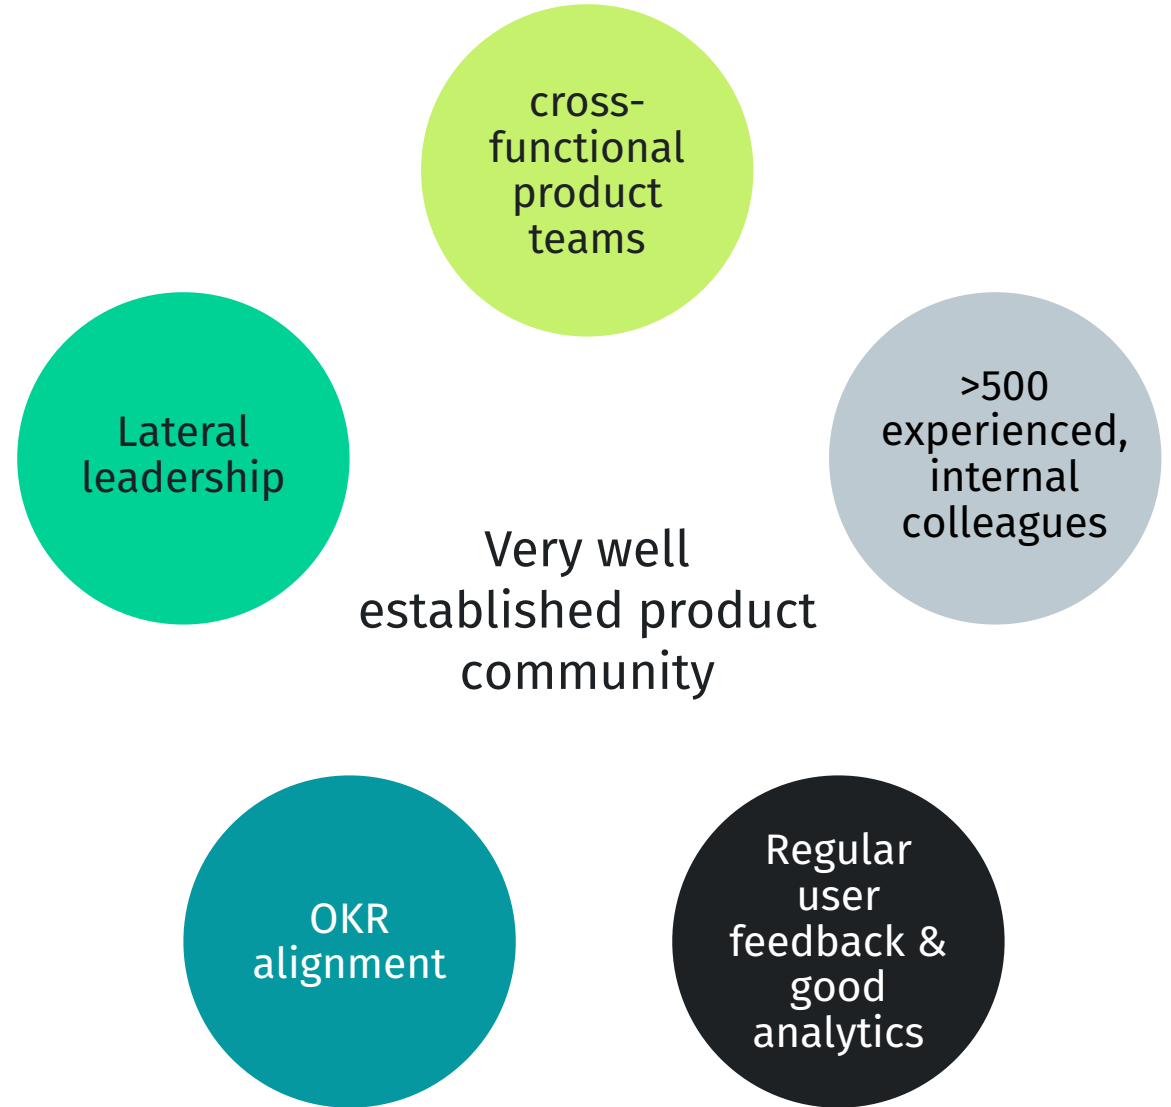 cross-
functional
product
teams
Lateral
leadership
>500
experienced,
internal
colleagues
Very well
established product
community
OKR
alignment
Regular
user
feedback &
good
analytics